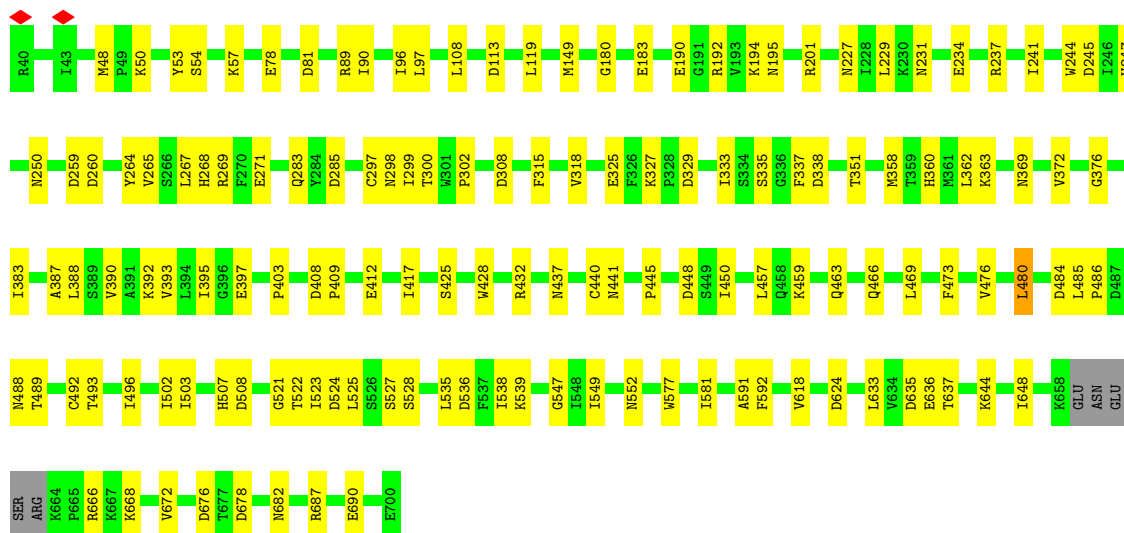 R40 I43 M48 P49 K50 Y53 S54 K57 E78 D81 R89 I90 I96 L97 L108 D113 L119 M149 G180 E183 E190 G191 R192 V193 K194 N195 R201 N227 I228 L229 K230 N231 E234 R237 I241 W244 D245 I246 H247
N250 D259 D260 Y264 V265 S266 L267 H268 R269 F270 E271 Q283 Y284 D285 C297 N298 I299 T300 W301 P302 D308 F315 V318 E325 F326 K327 P328 D329 I333 S334 S335 G336 F337 D338 T351 M358 T359 H360 M361 L362 K363 N369 V372 G376
I383 A387 L388 S389 V390 A391 K392 V393 L394 I395 G396 E397 P403 D408 P409 E412 I417 S425 W428 R432 N437 C440 N441 P445 D448 S449 I450 L457 Q458 K459 Q463 Q466 L469 F473 V476 L480 D484 L485 P486 D487
N488 T489 C492 T493 I496 I502 I503 H507 D508 G521 T522 I523 D524 L525 S526 S527 S528 L535 D536 F537 I538 K539 G547 I548 I549 N552 W577 I581 A591 F592 V618 D624 L633 V634 D635 E636 T637 K644 I648 K658 GLU ASN GLU
SER ARG K664 P665 R666 K667 K668 V672 D676 T677 D678 N682 R687 E690 E700